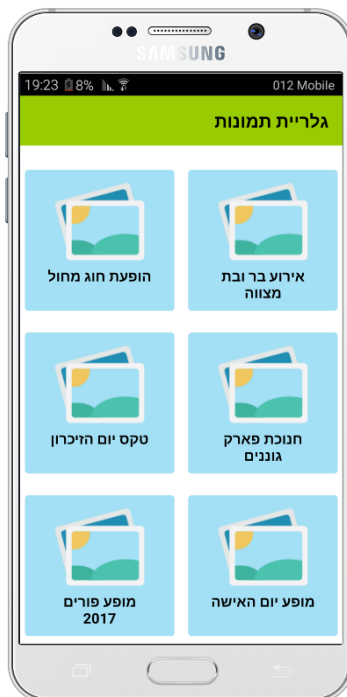 SAMSUNG
19:23 8% 012 Mobile
גלריית תמונות
אירוע בר ובת
מצווה
הופעת חוג מחול
חנוכת פארק
גוננים
טקס יום הזיכרון
מופע יום האישה
מופע פורים
2017